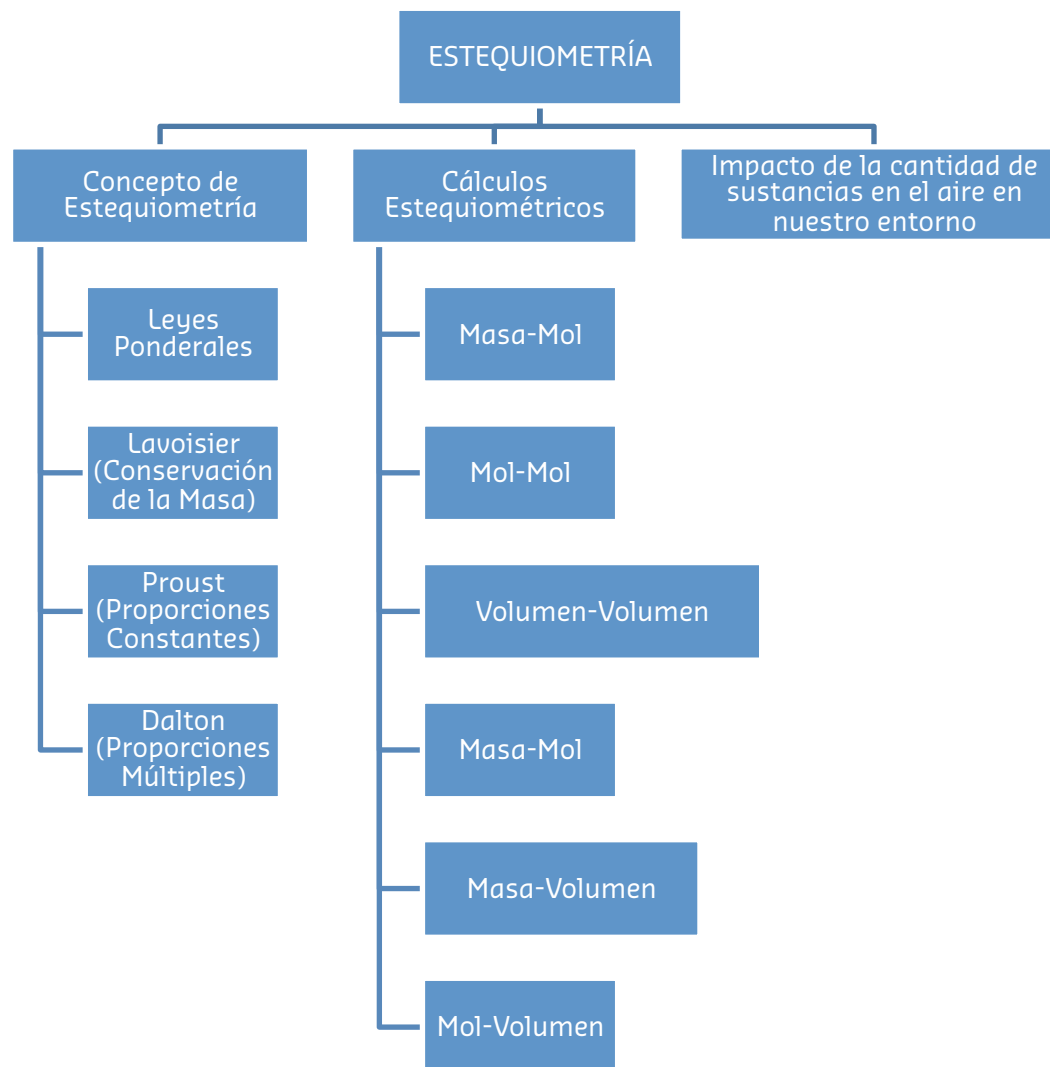 ESTEQUIOMETRÍA
Concepto de
Estequiometría
Cálculos
Estequiométricos
Impacto de la cantidad de
sustancias en el aire en
nuestro entorno
Leyes
Ponderales
Lavoisier
(Conservación
de la Masa)
Proust
(Proporciones
Constantes)
Dalton
(Proporciones
Múltiples)
Masa-Mol
Mol-Mol
Volumen-Volumen
Masa-Mol
Masa-Volumen
Mol-Volumen